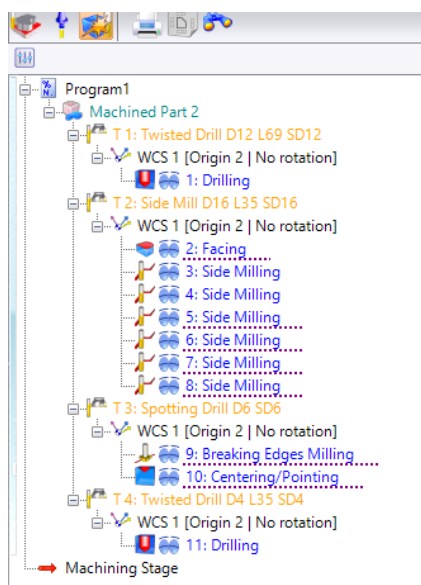 Program1
Machined Part 2
T 1: Twisted Drill D12 L69 SD12
WCS 1 [Origin 2 | No rotation]
1: Drilling
T 2: Side Mill D16 L35 SD16
WCS 1 [Origin 2 | No rotation]
2: Facing
3: Side Milling
4: Side Milling
5: Side Milling
6: Side Milling
7: Side Milling
8: Side Milling
T 3: Spotting Drill D6 SD6
WCS 1 [Origin 2 | No rotation]
9: Breaking Edges Milling
10: Centering/Pointing
T 4: Twisted Drill D4 L35 SD4
WCS 1 [Origin 2 | No rotation]
11: Drilling
Machining Stage